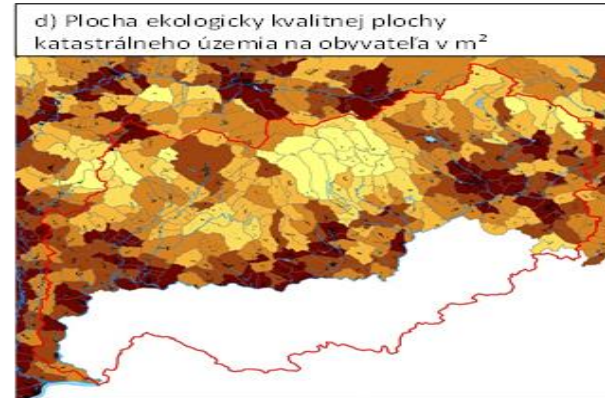 d) Plocha ekologicky kvalitnej plochy
katastrálneho územia na obyvateľa v m²